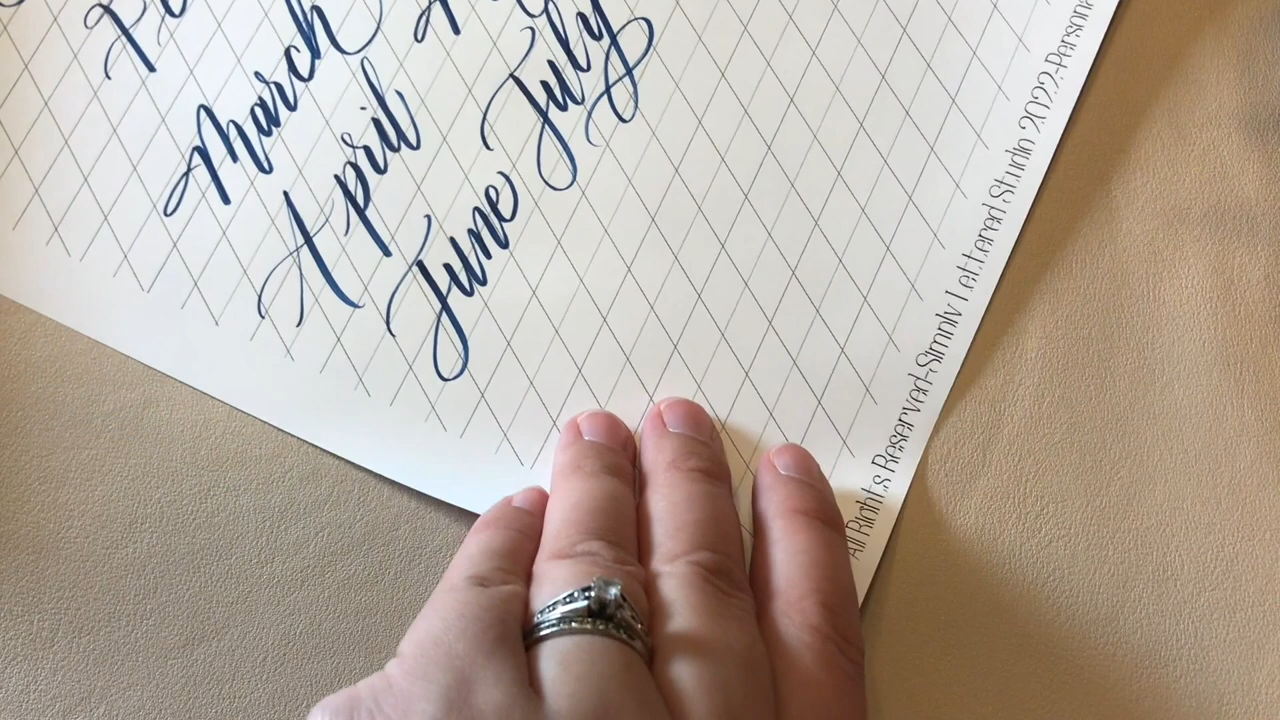 March
April
June
July
All Rights Reserved-Simply Lettered Studio 2022-Persona